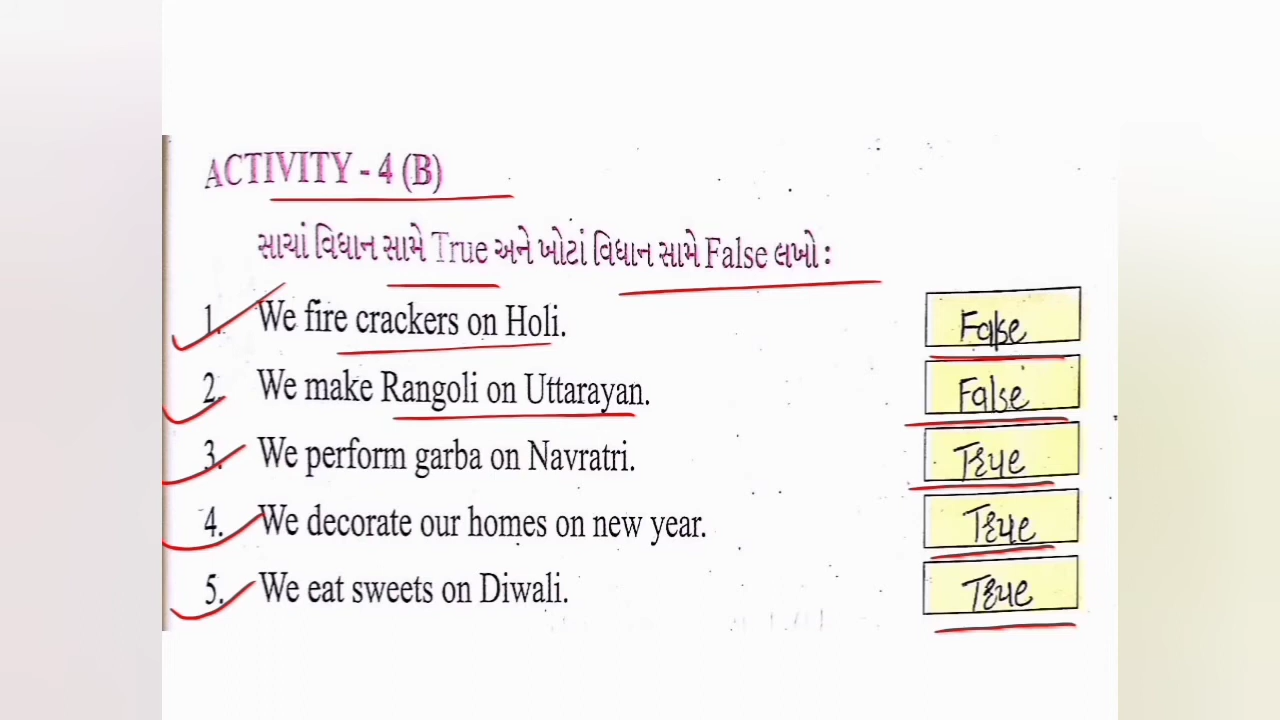 ACTIVITY - 4 (B)
સાચાં વિધાન સામે True અને ખોટાં વિધાન સામે False લખો :
1. We fire crackers on Holi. False
2. We make Rangoli on Uttarayan. False
3. We perform garba on Navratri. True
4. We decorate our homes on new year. True
5. We eat sweets on Diwali. True